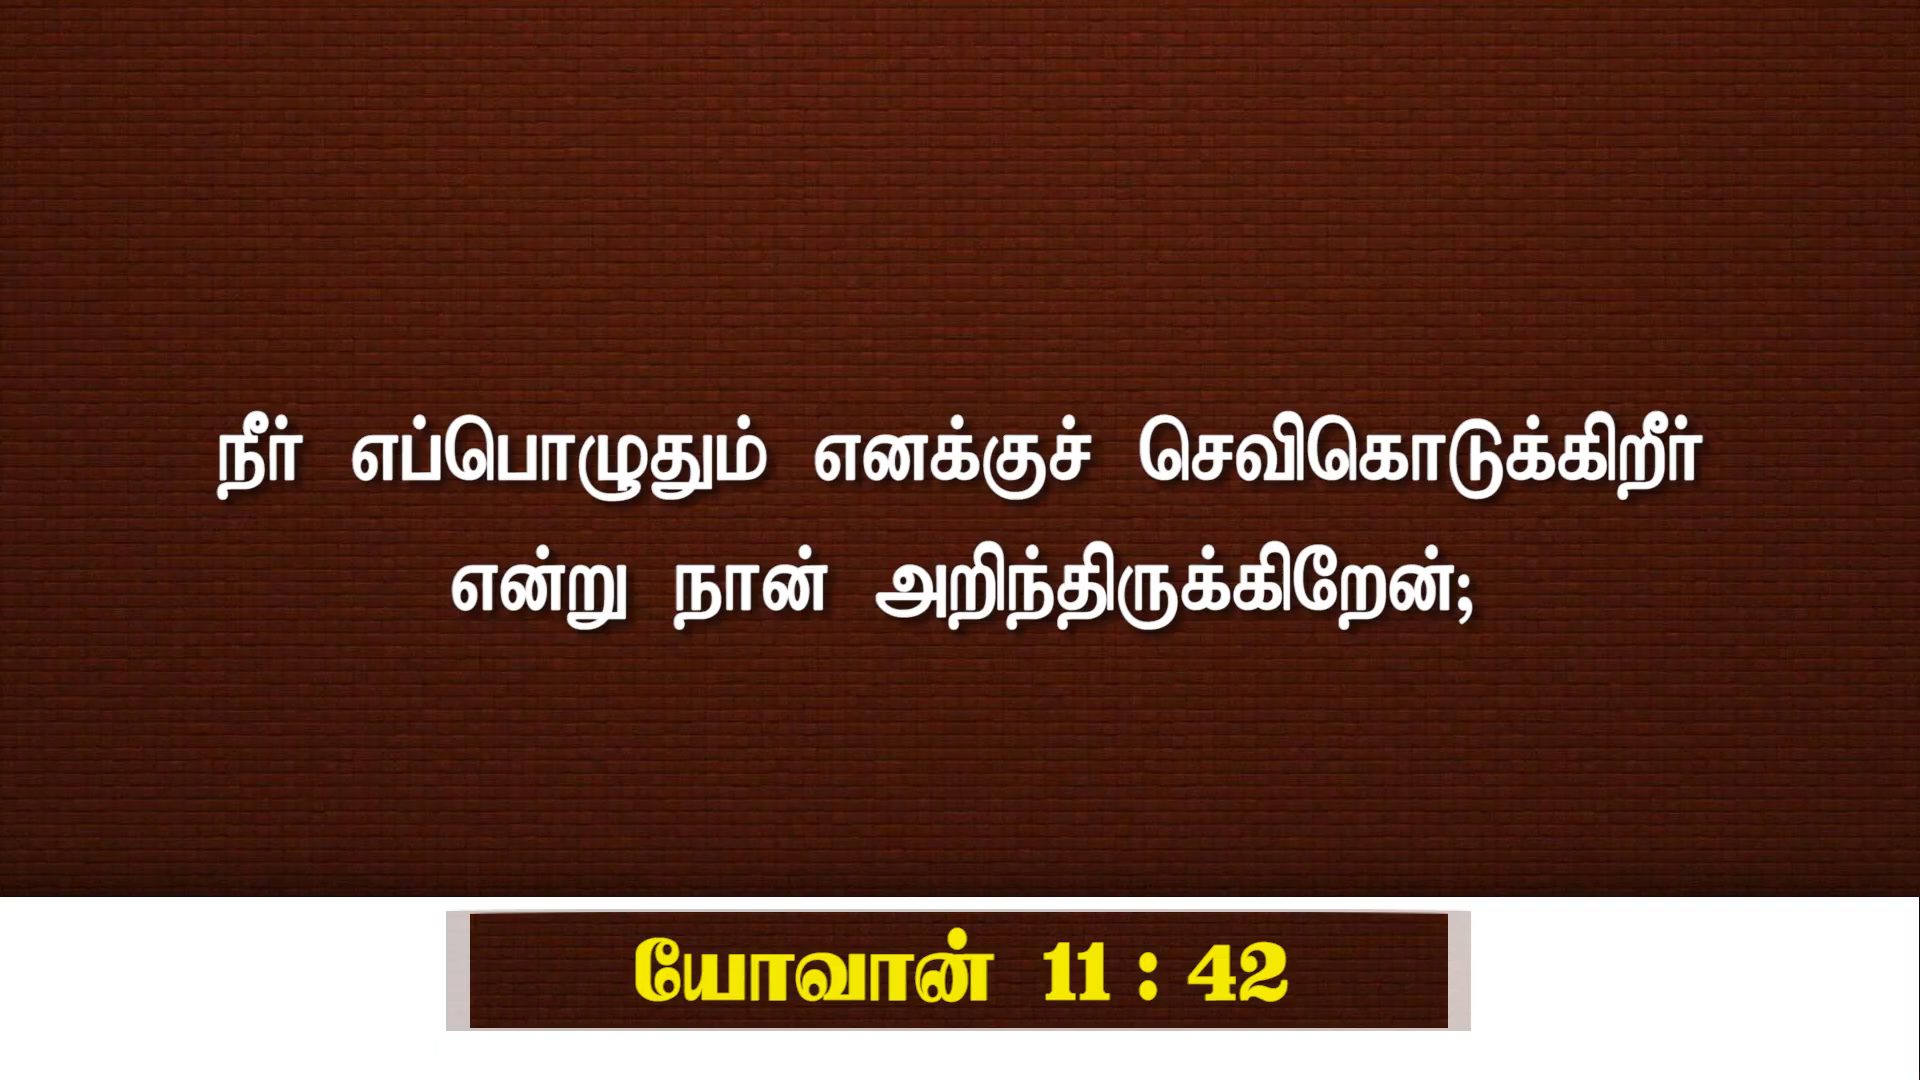 நீர் எப்பொழுதும் எனக்குச் செவிகொடுக்கிறீர்
என்று நான் அறிந்திருக்கிறேன்;
யோவான் 11 : 42